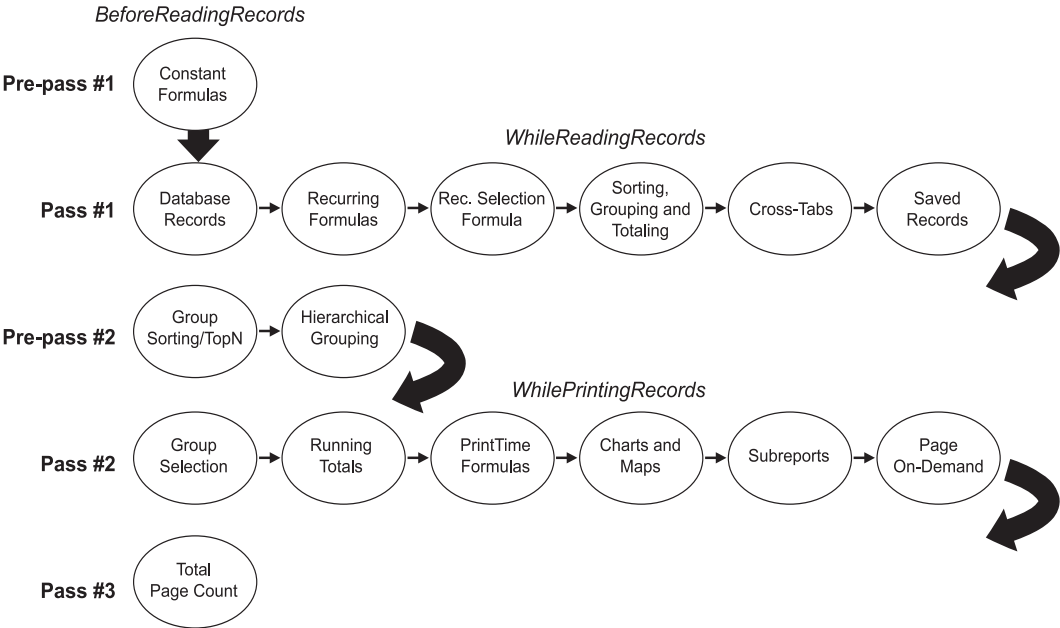 BeforeReadingRecords
Pre-pass #1
Constant
Formulas
WhileReadingRecords
Pass #1
Database
Records
Recurring
Formulas
Rec. Selection
Formula
Sorting,
Grouping and
Totaling
Cross-Tabs
Saved
Records
Pre-pass #2
Group
Sorting/TopN
Hierarchical
Grouping
WhilePrintingRecords
Pass #2
Group
Selection
Running
Totals
PrintTime
Formulas
Charts and
Maps
Subreports
Page
On-Demand
Pass #3
Total
Page Count